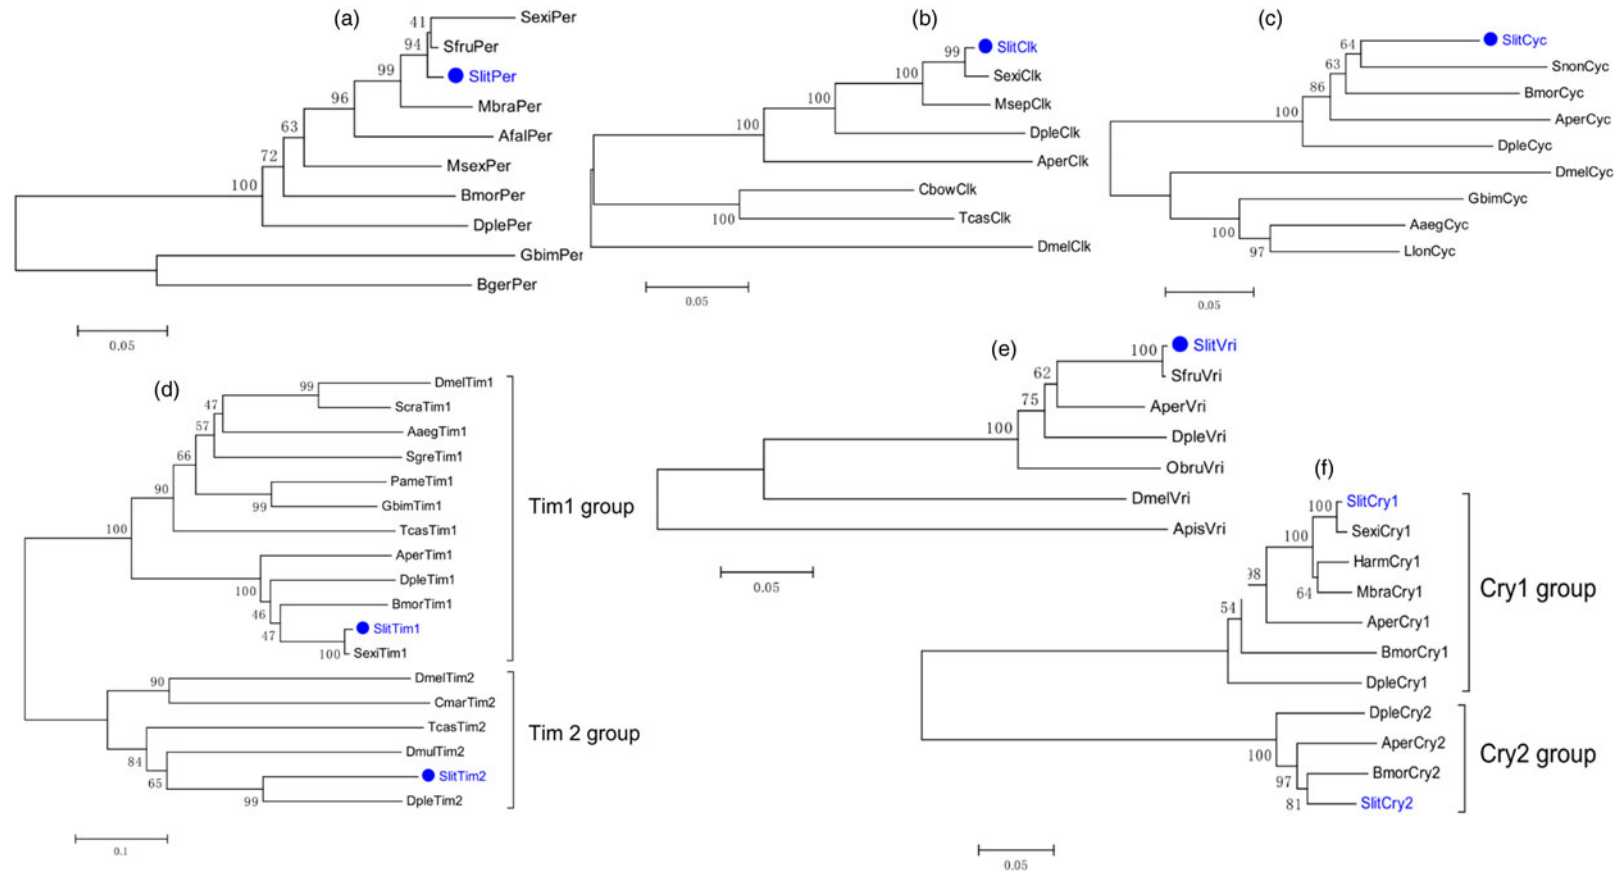 (a)
41
SexiPer
94
SfruPer
99
SlitPer
96
MbraPer
63
AfalPer
72
MsexPer
100
BmorPer
DplePer
GbimPer
BgerPer
0.05
(b)
99
SlitClk
100
SexiClk
100
MsepClk
100
DpleClk
AperClk
CbowClk
100
TcasClk
DmelClk
0.05
(c)
64
SlitCyc
63
SnonCyc
86
BmorCyc
100
AperCyc
DpleCyc
DmelCyc
GbimCyc
100
AaegCyc
97
LlonCyc
0.05
(d)
99
DmelTim1
47
ScraTim1
57
AaegTim1
66
SgreTim1
90
PameTim1
99
GbimTim1
100
TcasTim1
AperTim1
100
DpleTim1
46
BmorTim1
47
SlitTim1
100
SexiTim1
Tim1 group
90
DmelTim2
CmarTim2
TcasTim2
84
DmulTim2
65
SlitTim2
99
DpleTim2
Tim 2 group
0.1
(e)
100
SlitVri
62
SfruVri
75
AperVri
100
DpleVri
ObruVri
DmelVri
ApisVri
0.05
(f)
100
SlitCry1
100
SexiCry1
98
HarmCry1
64
MbraCry1
54
AperCry1
BmorCry1
DpleCry1
Cry1 group
DpleCry2
100
AperCry2
97
BmorCry2
81
SlitCry2
Cry2 group
0.05